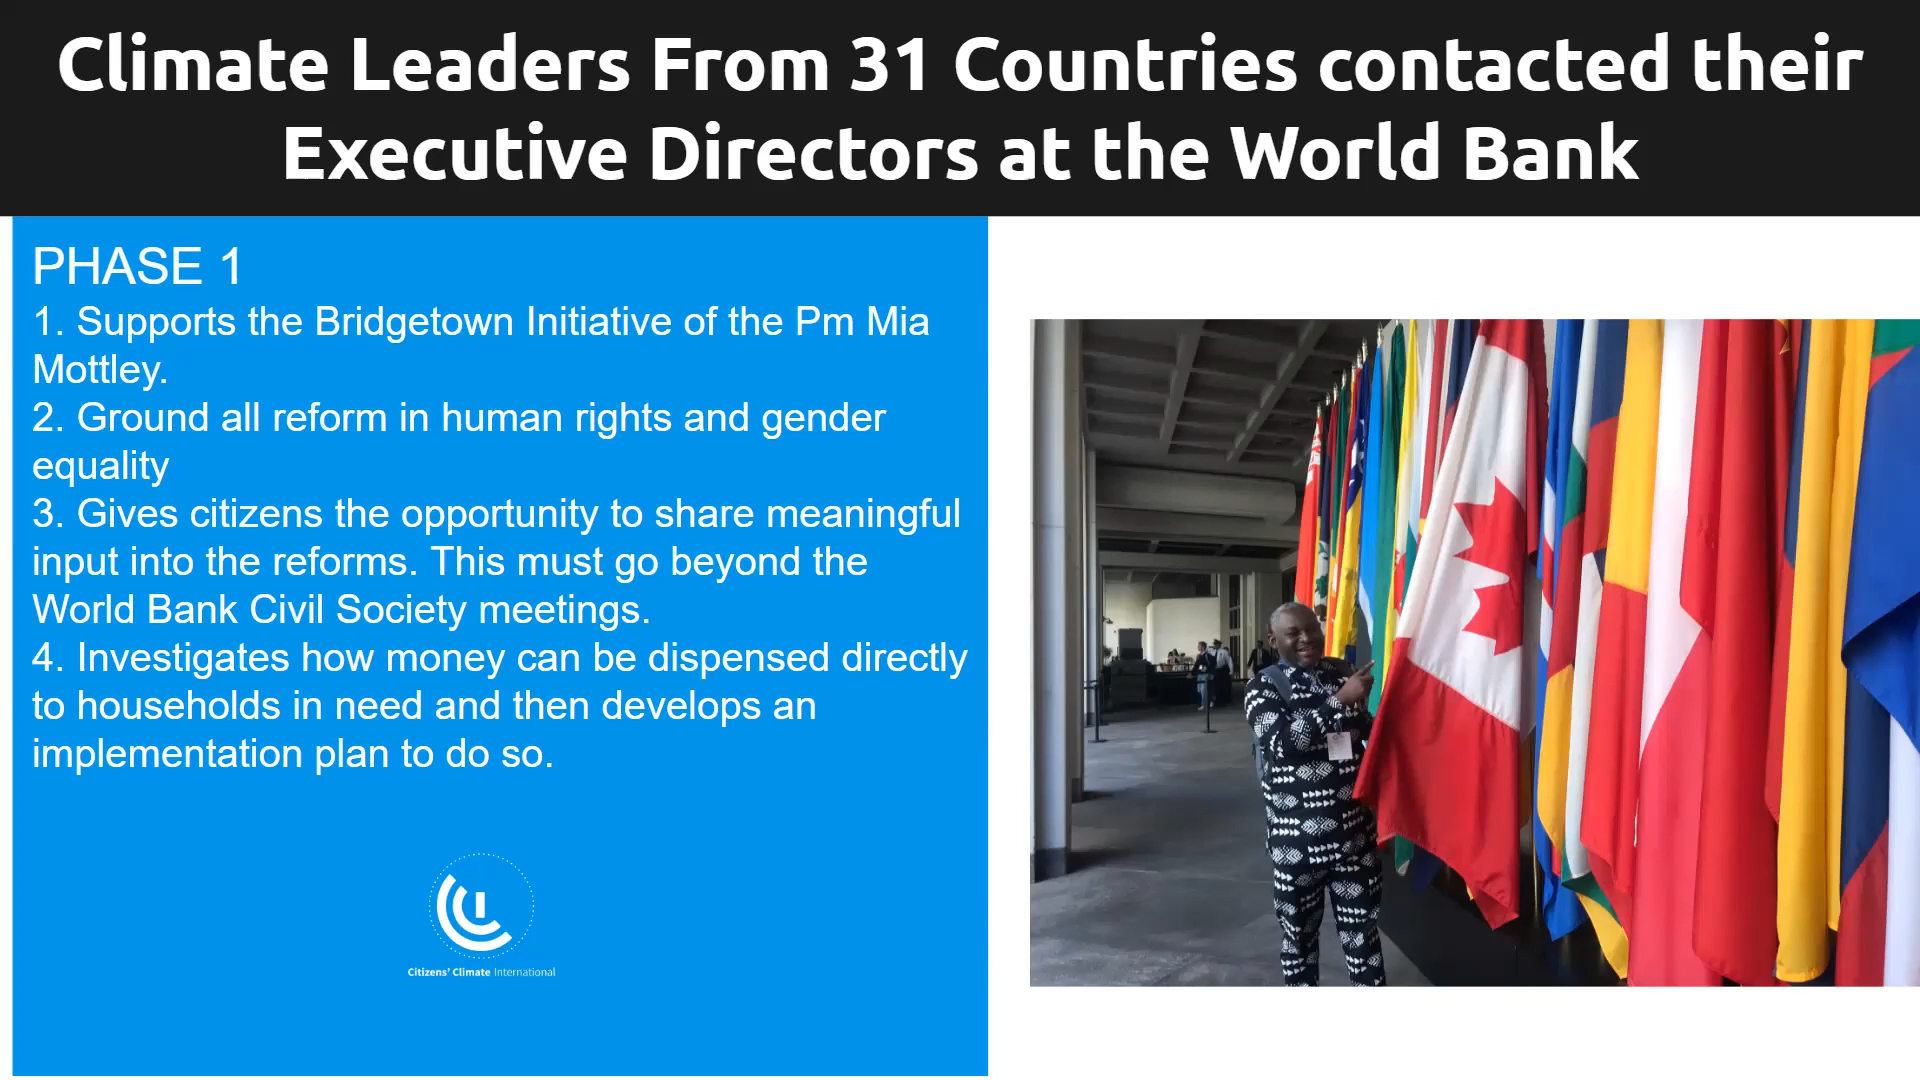 Climate Leaders From 31 Countries contacted their
Executive Directors at the World Bank
PHASE 1
1. Supports the Bridgetown Initiative of the Pm Mia
Mottley.
2. Ground all reform in human rights and gender
equality
3. Gives citizens the opportunity to share meaningful
input into the reforms. This must go beyond the
World Bank Civil Society meetings.
4. Investigates how money can be dispensed directly
to households in need and then develops an
implementation plan to do so.
Citizens’ Climate International